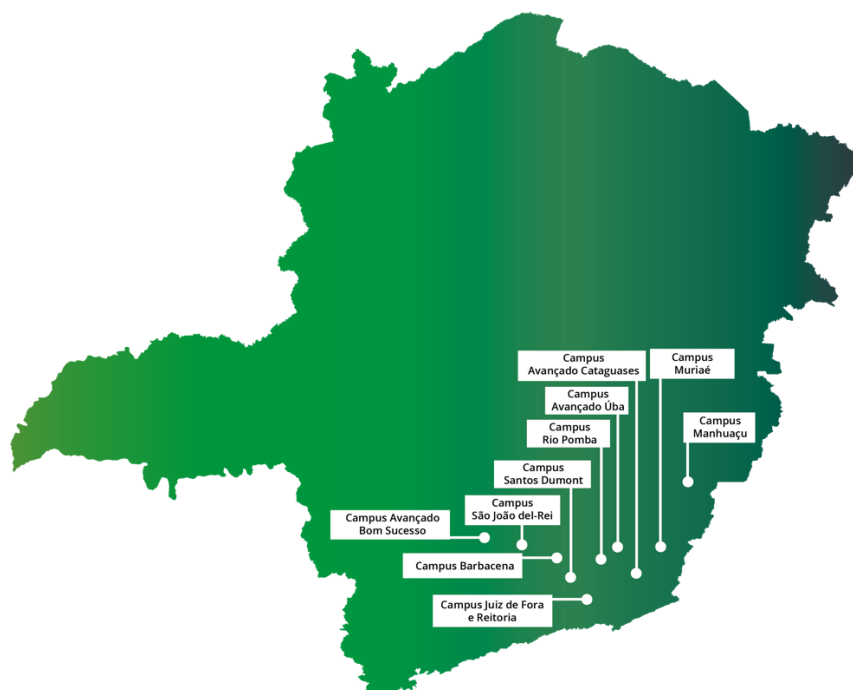 Campus
Avançado Cataguases
Campus
Muriaé
Campus
Avançado Úba
Campus
Manhuaçu
Campus
Rio Pomba
Campus
Santos Dumont
Campus
São João del-Rei
Campus Avançado
Bom Sucesso
Campus Barbacena
Campus Juiz de Fora
e Reitoria